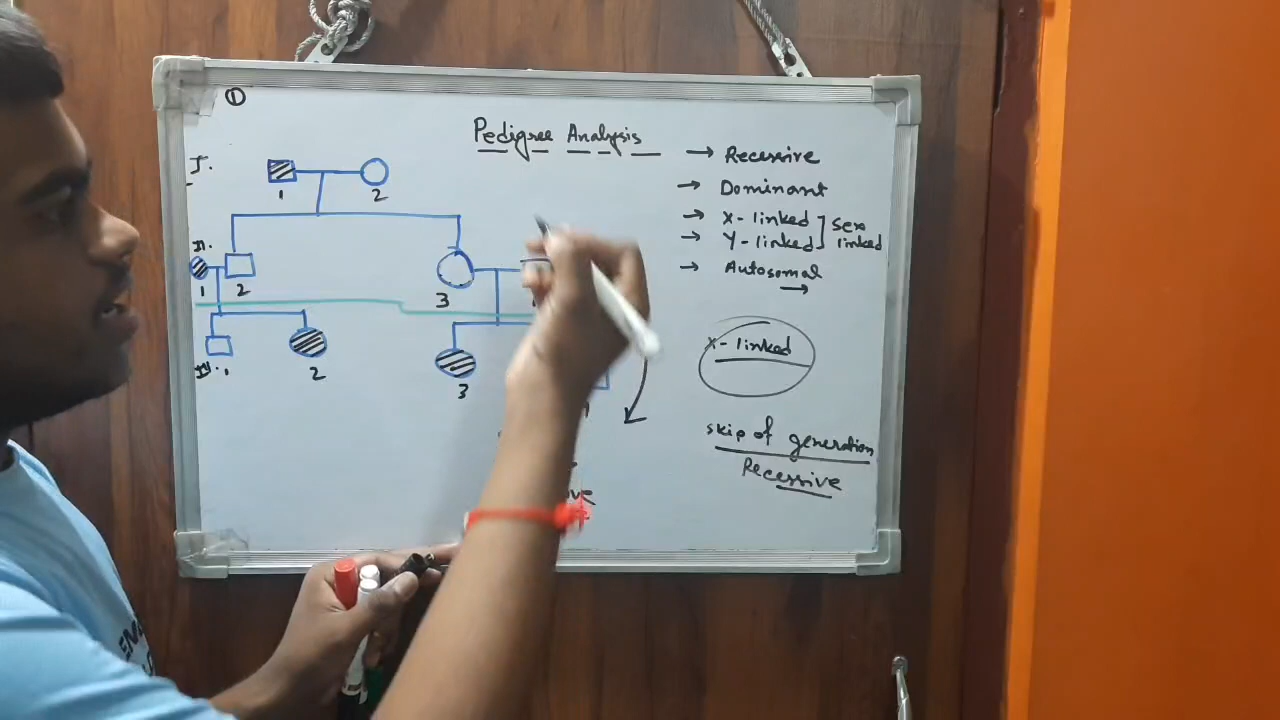 ①
Pedigree Analysis
I.
1
2
II.
1
2
3
III.
1
2
3
→ Recessive
→ Dominant
→ X-linked
→ Y-linked
] sex linked
→ Autosomal
X-linked
skip of generation
Recessive